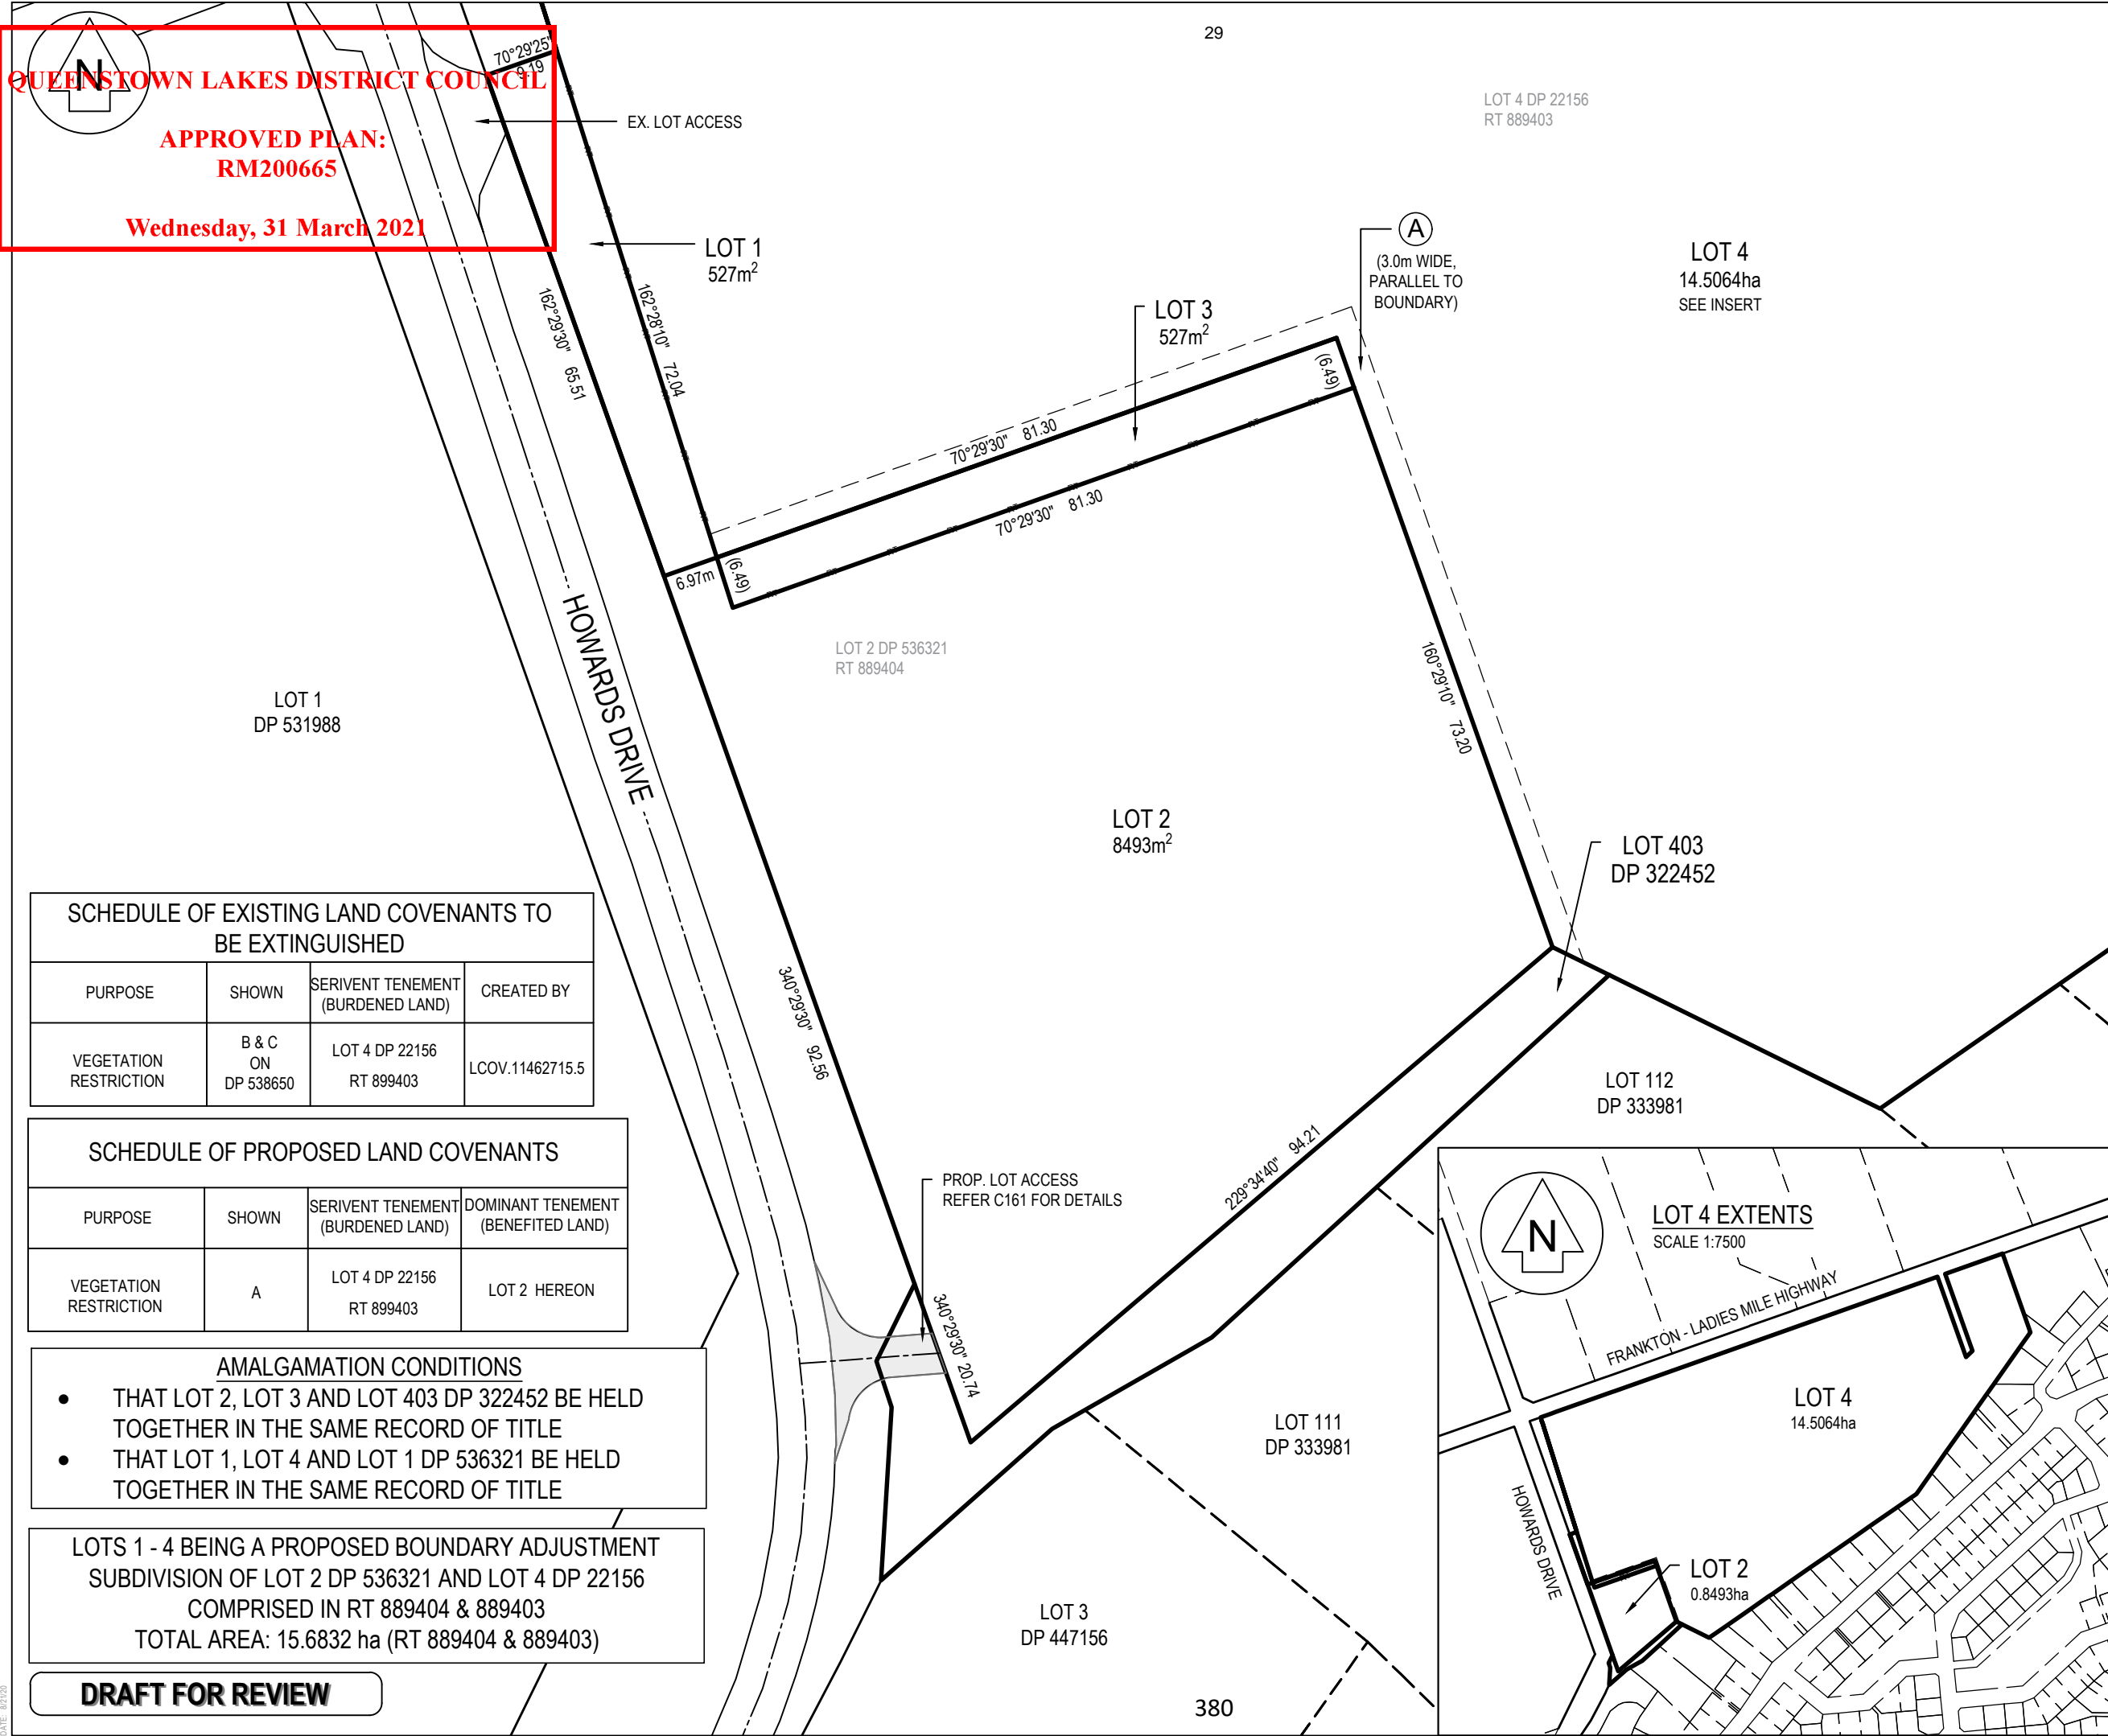 29
N
QUEENSTOWN LAKES DISTRICT COUNCIL
APPROVED PLAN:
RM200665
Wednesday, 31 March 2021
70°29'25"
9.19
EX. LOT ACCESS
LOT 4 DP 22156
RT 889403
LOT 1
527m²
162°29'30" 65.51
162°28'10" 72.04
LOT 3
527m²
A
(3.0m WIDE,
PARALLEL TO
BOUNDARY)
LOT 4
14.5064ha
SEE INSERT
(6.49)
70°29'30" 81.30
70°29'30" 81.30
6.97m
(6.49)
HOWARDS DRIVE
LOT 2 DP 536321
RT 889404
160°29'10" 73.20
LOT 1
DP 531988
LOT 2
8493m²
LOT 403
DP 322452
340°29'30" 92.56
229°34'40" 94.21
LOT 112
DP 333981
PROP. LOT ACCESS
REFER C161 FOR DETAILS
340°29'30" 20.74
LOT 111
DP 333981
LOT 3
DP 447156
SCHEDULE OF EXISTING LAND COVENANTS TO
BE EXTINGUISHED
PURPOSE
SHOWN
SERIVENT TENEMENT
(BURDENED LAND)
CREATED BY
VEGETATION
RESTRICTION
B & C
ON
DP 538650
LOT 4 DP 22156
RT 899403
LCOV.11462715.5
SCHEDULE OF PROPOSED LAND COVENANTS
PURPOSE
SHOWN
SERIVENT TENEMENT
(BURDENED LAND)
DOMINANT TENEMENT
(BENEFITED LAND)
VEGETATION
RESTRICTION
A
LOT 4 DP 22156
RT 899403
LOT 2 HEREON
AMALGAMATION CONDITIONS
• THAT LOT 2, LOT 3 AND LOT 403 DP 322452 BE HELD
TOGETHER IN THE SAME RECORD OF TITLE
• THAT LOT 1, LOT 4 AND LOT 1 DP 536321 BE HELD
TOGETHER IN THE SAME RECORD OF TITLE
LOTS 1 - 4 BEING A PROPOSED BOUNDARY ADJUSTMENT
SUBDIVISION OF LOT 2 DP 536321 AND LOT 4 DP 22156
COMPRISED IN RT 889404 & 889403
TOTAL AREA: 15.6832 ha (RT 889404 & 889403)
DRAFT FOR REVIEW
DATE 8/21/20
N
LOT 4 EXTENTS
SCALE 1:7500
FRANKTON - LADIES MILE HIGHWAY
LOT 4
14.5064ha
HOWARDS DRIVE
LOT 2
0.8493ha
380